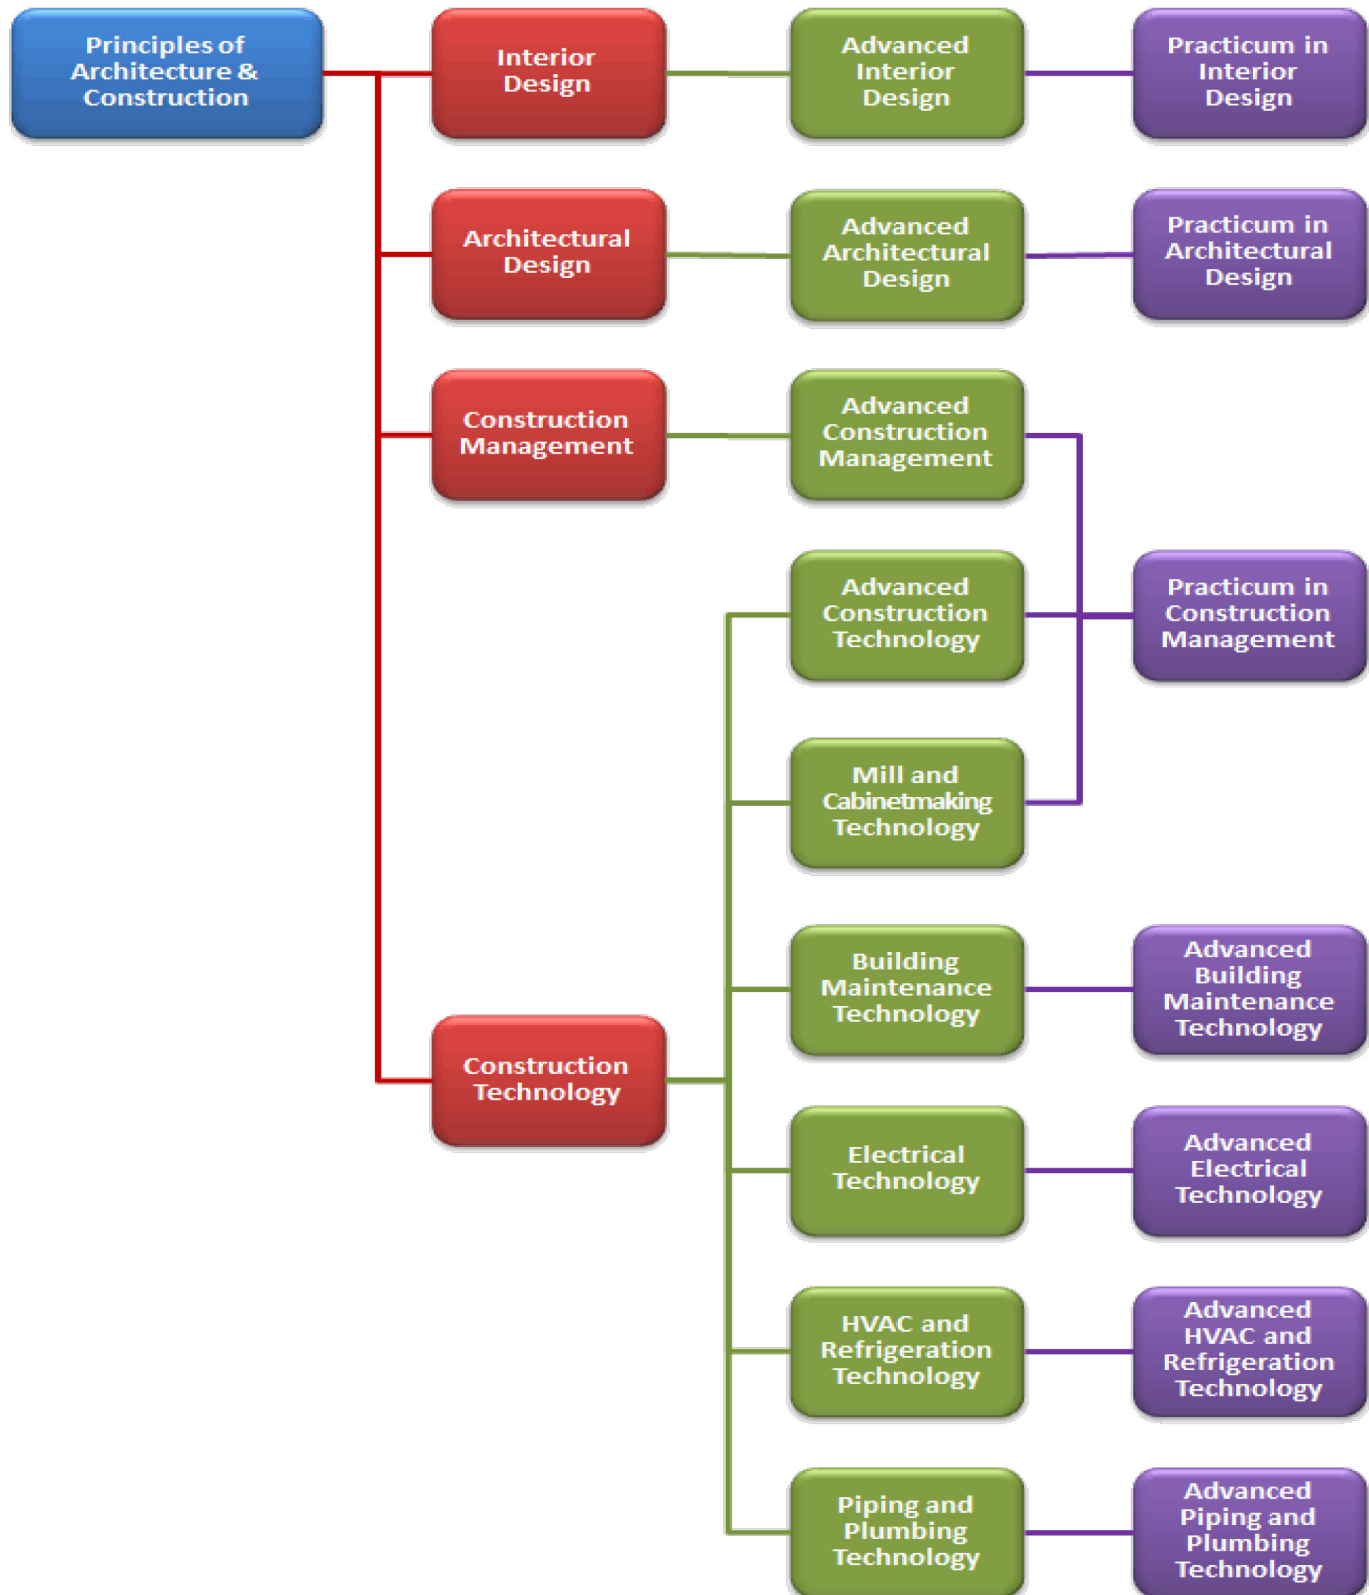 Principles of
Architecture &
Construction
Interior
Design
Advanced
Interior
Design
Practicum in
Interior
Design
Architectural
Design
Advanced
Architectural
Design
Practicum in
Architectural
Design
Construction
Management
Advanced
Construction
Management
Advanced
Construction
Technology
Practicum in
Construction
Management
Mill and
Cabinetmaking
Technology
Construction
Technology
Building
Maintenance
Technology
Advanced
Building
Maintenance
Technology
Electrical
Technology
Advanced
Electrical
Technology
HVAC and
Refrigeration
Technology
Advanced
HVAC and
Refrigeration
Technology
Piping and
Plumbing
Technology
Advanced
Piping and
Plumbing
Technology